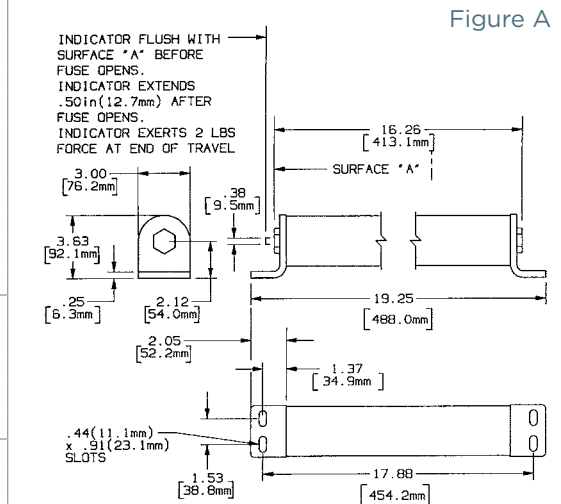 Figure A
INDICATOR FLUSH WITH
SURFACE "A" BEFORE
FUSE OPENS.
INDICATOR EXTENDS
.50in(12.7mm) AFTER
FUSE OPENS.
INDICATOR EXERTS 2 LBS
FORCE AT END OF TRAVEL
16.26
[413.1mm]
SURFACE "A"
3.00
[76.2mm]
.38
[9.5mm]
3.63
[92.1mm]
.25
[6.3mm]
2.12
[54.0mm]
19.25
[488.0mm]
2.05
[52.2mm]
1.37
[34.9mm]
.44(11.1mm)
x .91(23.1mm)
SLOTS
1.53
[38.8mm]
17.88
[454.2mm]